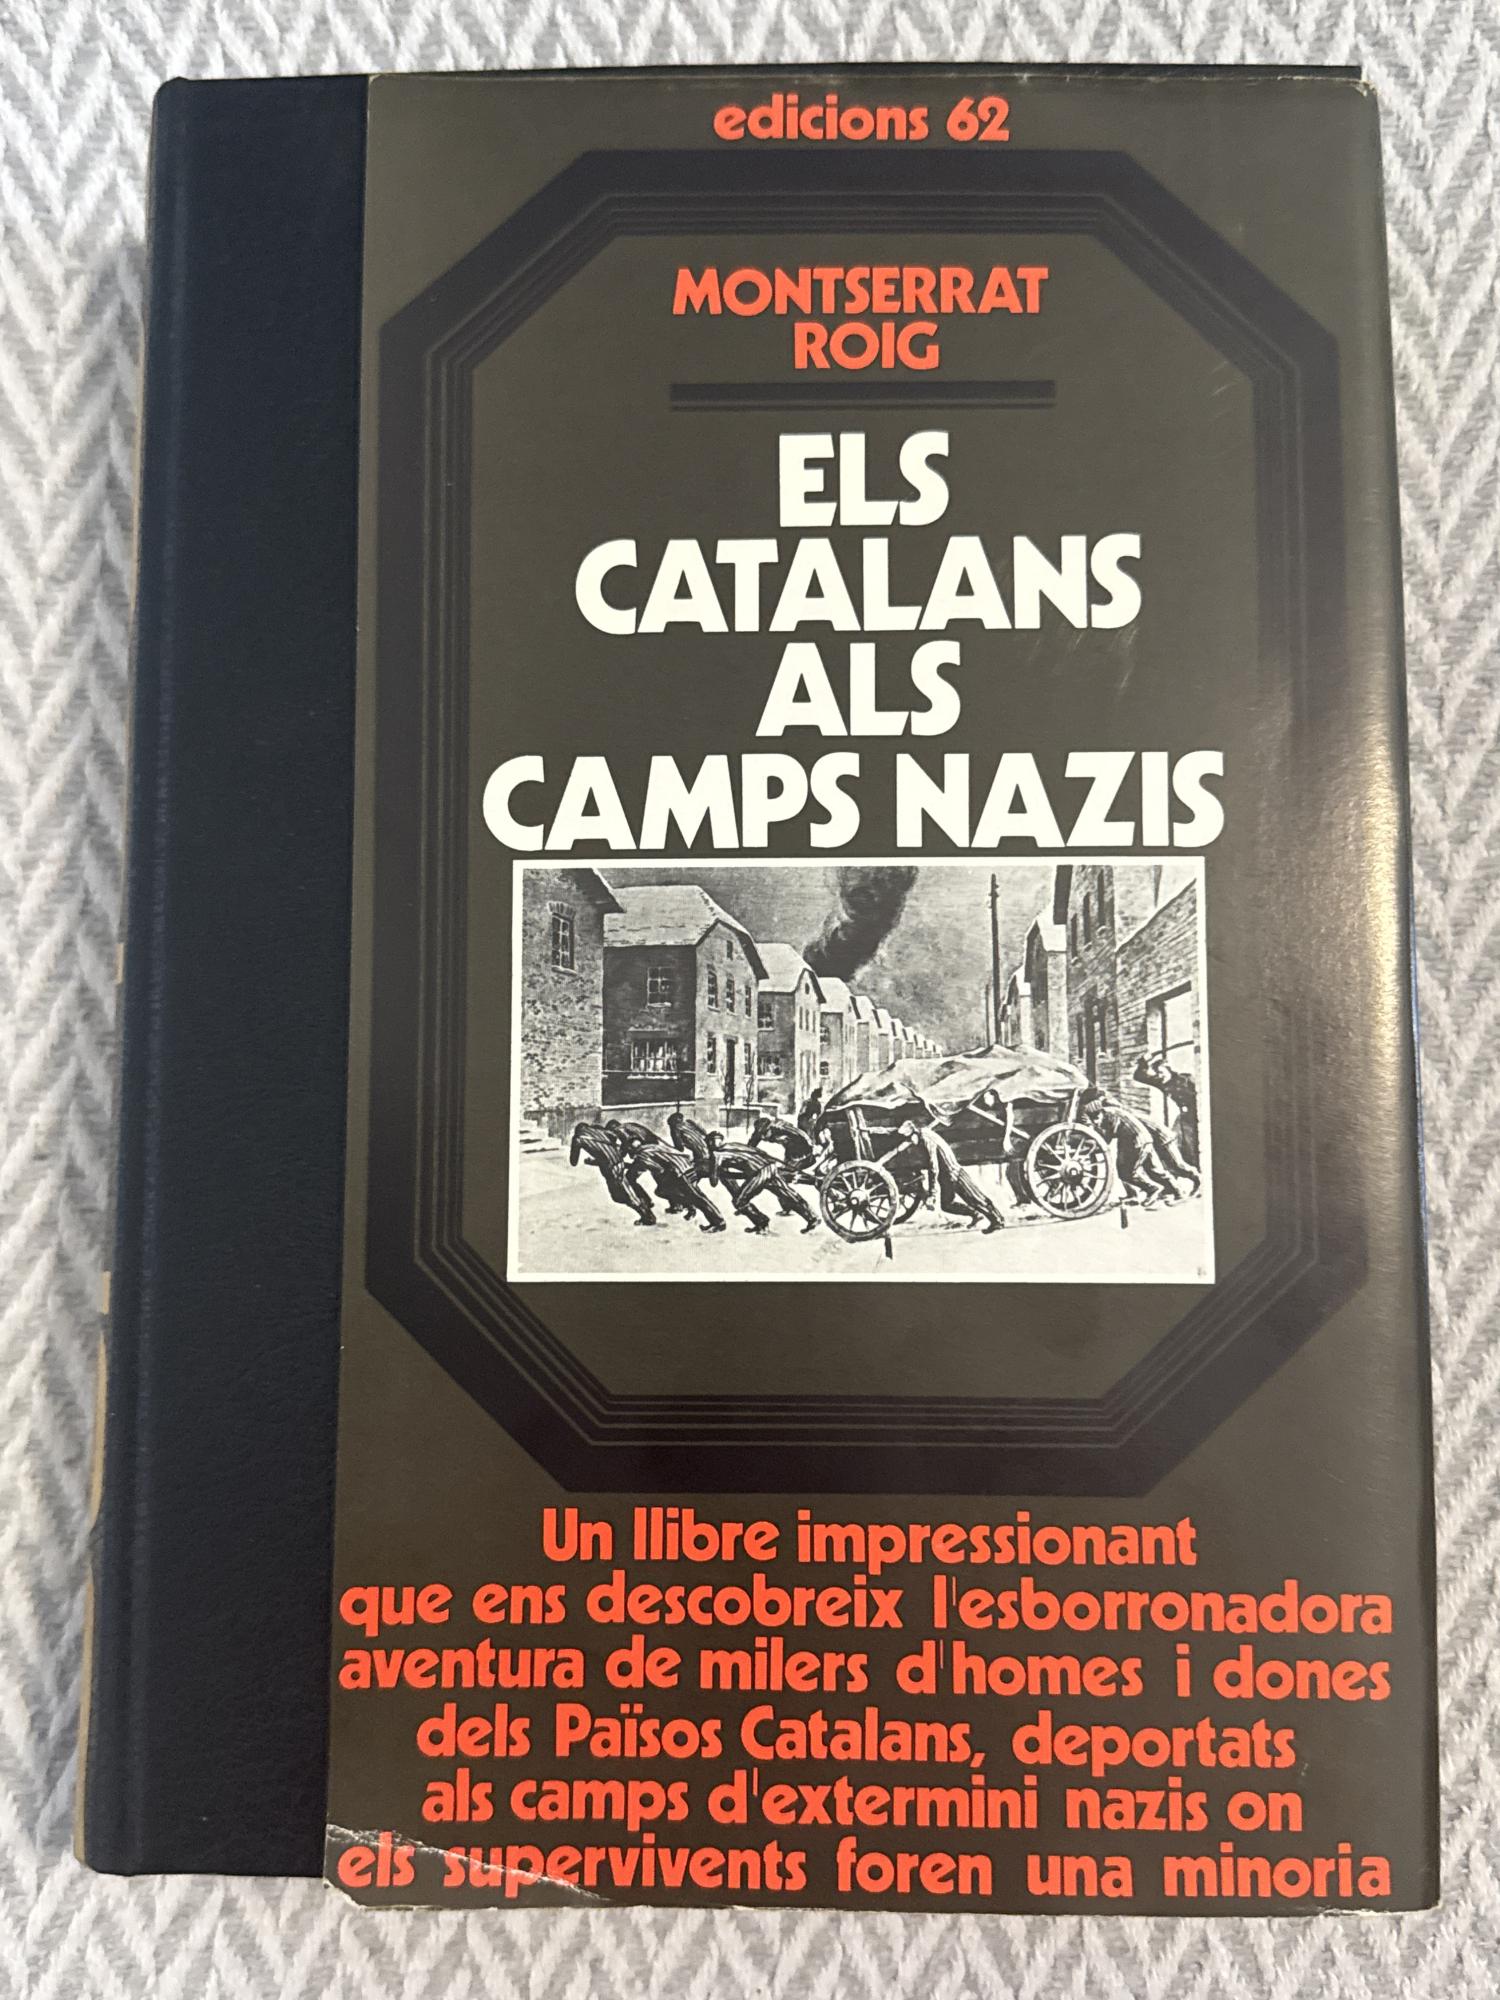 edicions 62
MONTSERRAT
ROIG
ELS
CATALANS
ALS
CAMPS NAZIS
Un llibre impressionant
que ens descobreix l'esborronadora
aventura de milers d'homes i dones
dels Països Catalans, deportats
als camps d'extermini nazis on
els supervivents foren una minoria